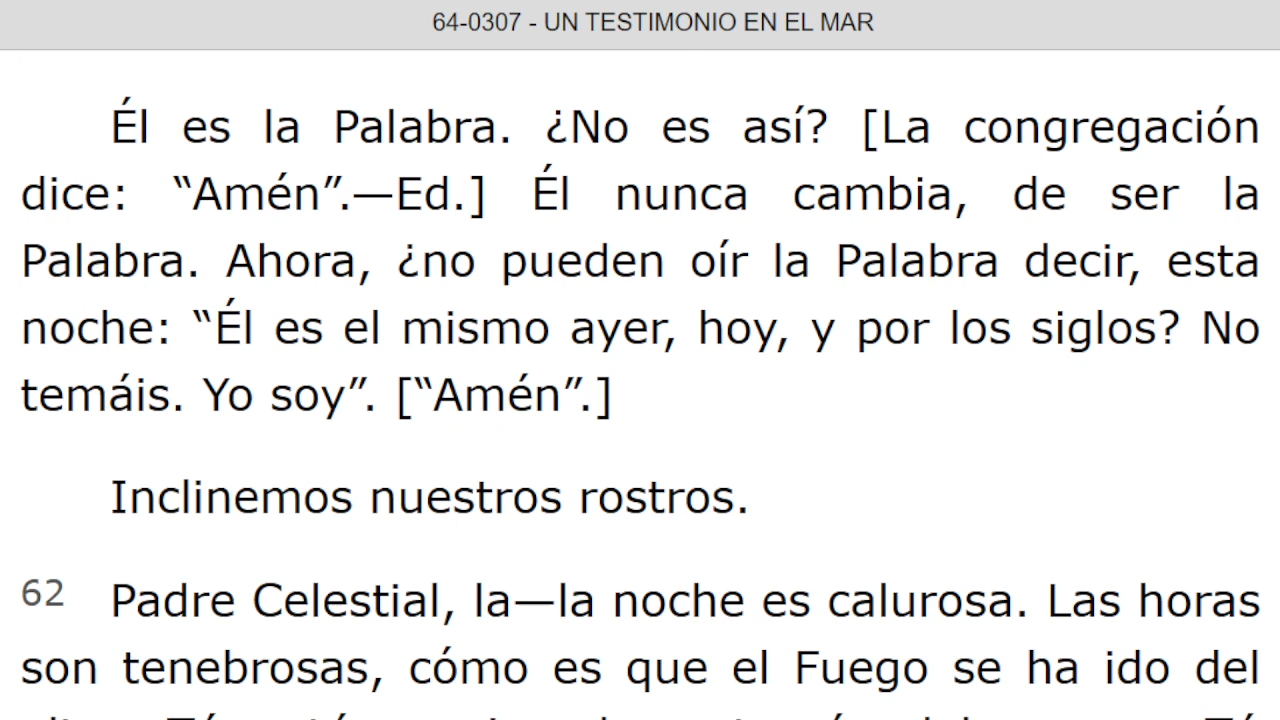 64-0307 - UN TESTIMONIO EN EL MAR
Él es la Palabra. ¿No es así? [La congregación
dice: “Amén”.—Ed.] Él nunca cambia, de ser la
Palabra. Ahora, ¿no pueden oír la Palabra decir, esta
noche: “Él es el mismo ayer, hoy, y por los siglos? No
temáis. Yo soy”. [“Amén”.]
Inclinemos nuestros rostros.
62 Padre Celestial, la—la noche es calurosa. Las horas
son tenebrosas, cómo es que el Fuego se ha ido del